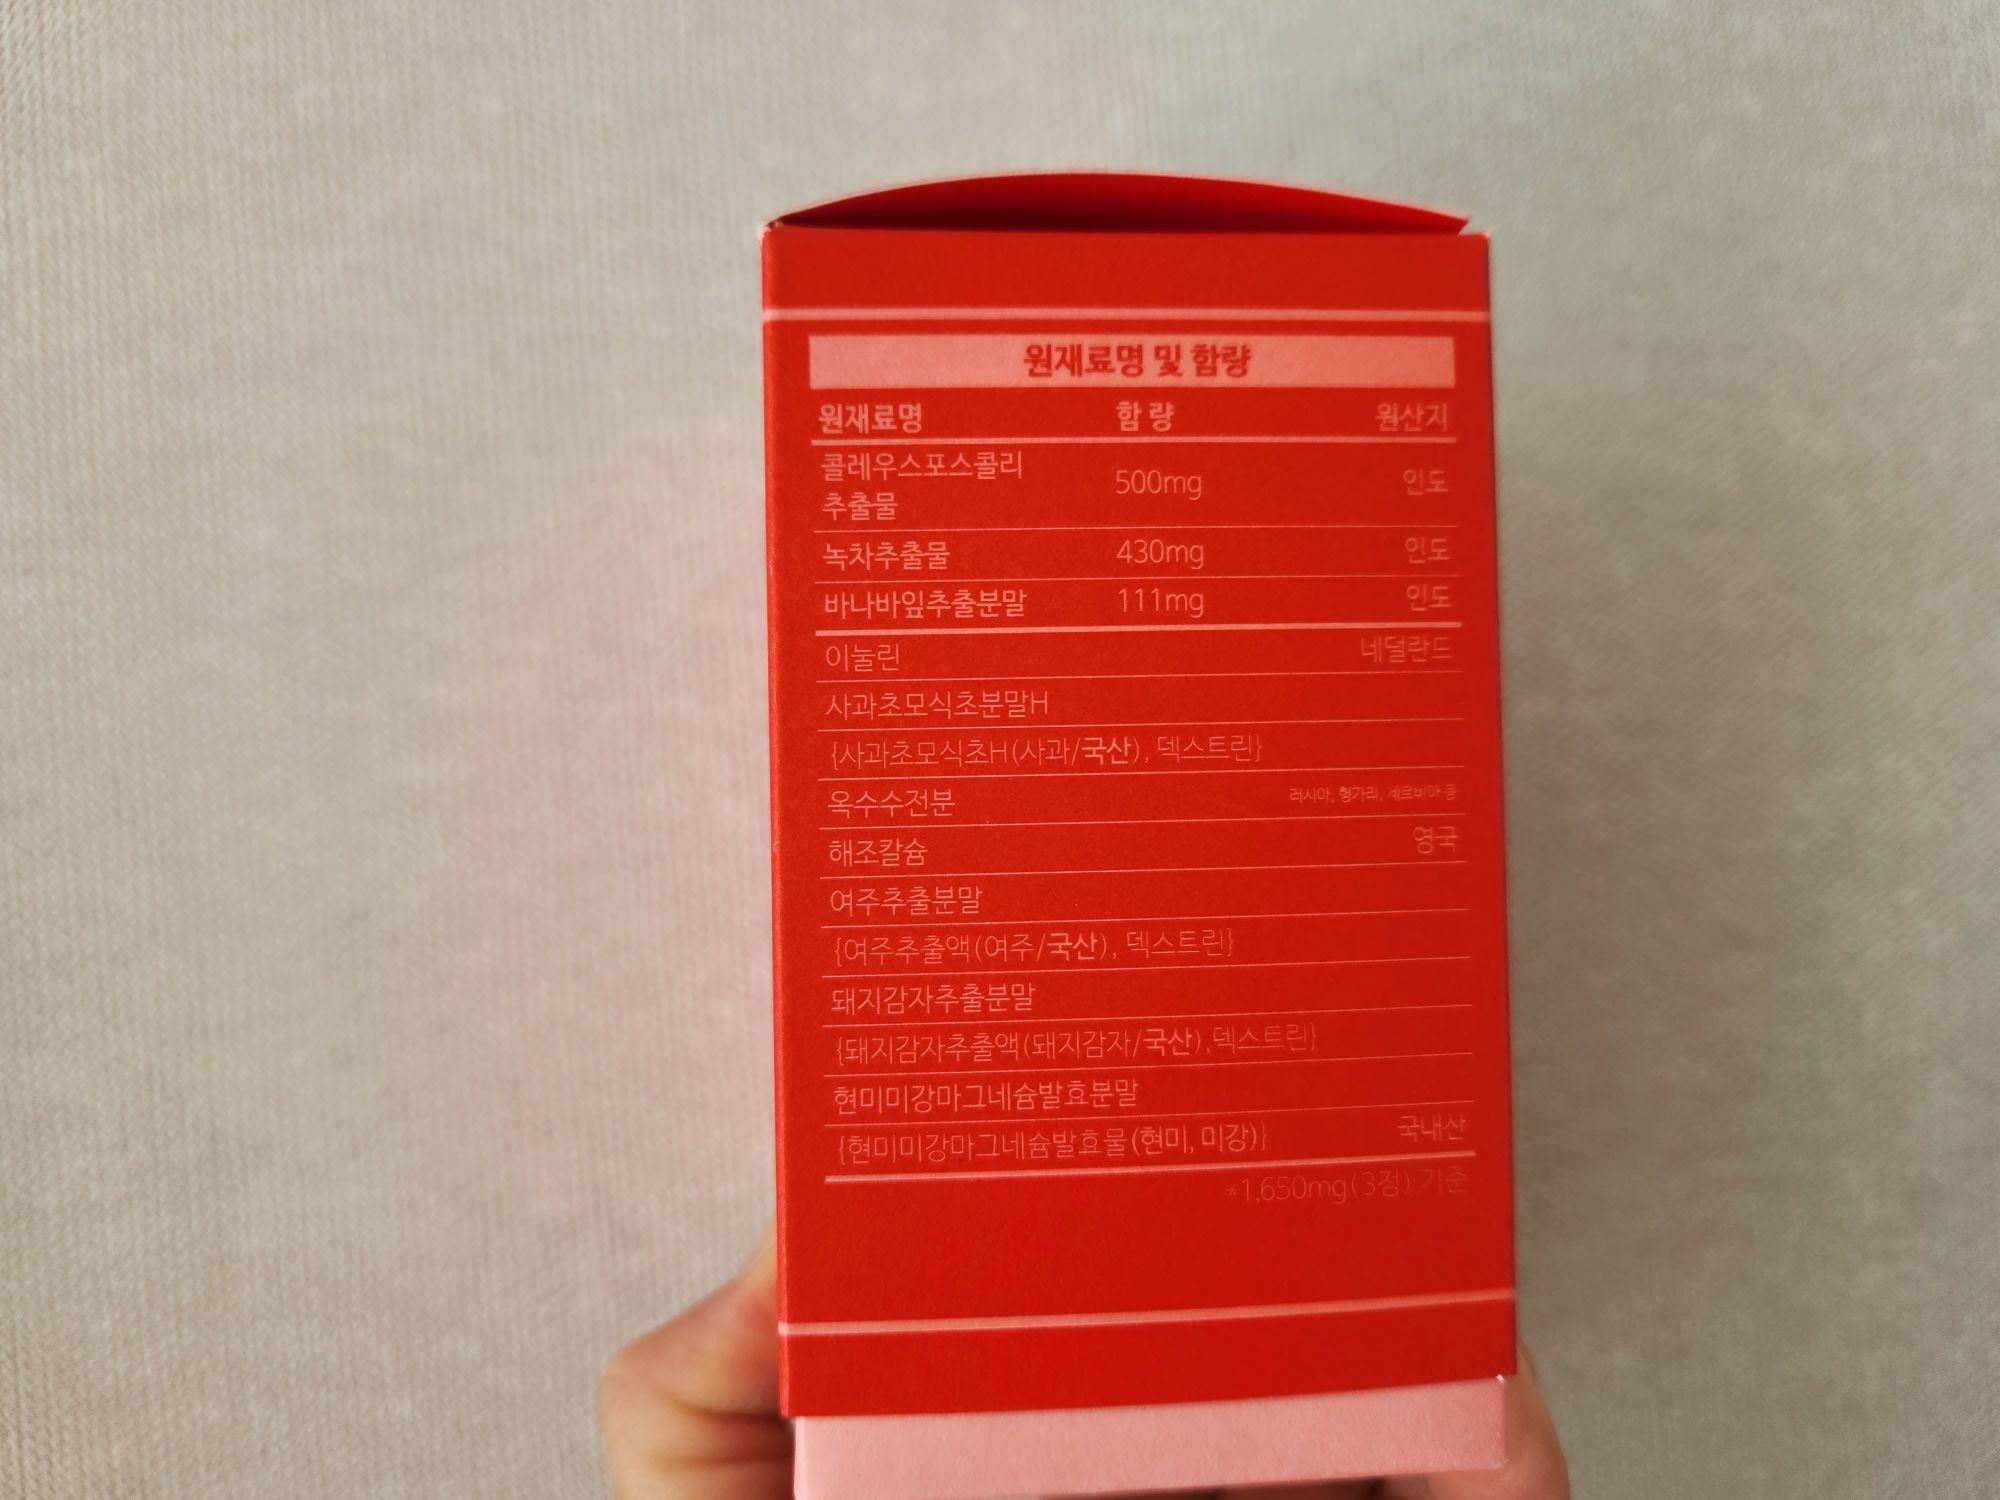 원재료명 및 함량
원재료명 함 량 원산지
콜레우스포스콜리
추출물 500mg 인도
녹차추출물 430mg 인도
바나바잎추출분말 111mg 인도
이눌린 네덜란드
사과초모식초분말H
{사과초모식초H(사과/국산), 덱스트린}
옥수수전분 러시아, 헝가리, 세르비아 등
해조칼슘 영국
여주추출분말
{여주추출액(여주/국산), 덱스트린}
돼지감자추출분말
{돼지감자추출액(돼지감자/국산),덱스트린}
현미미강마그네슘발효분말
{현미미강마그네슘발효물(현미, 미강)} 국내산
*1,650mg(3정) 기준